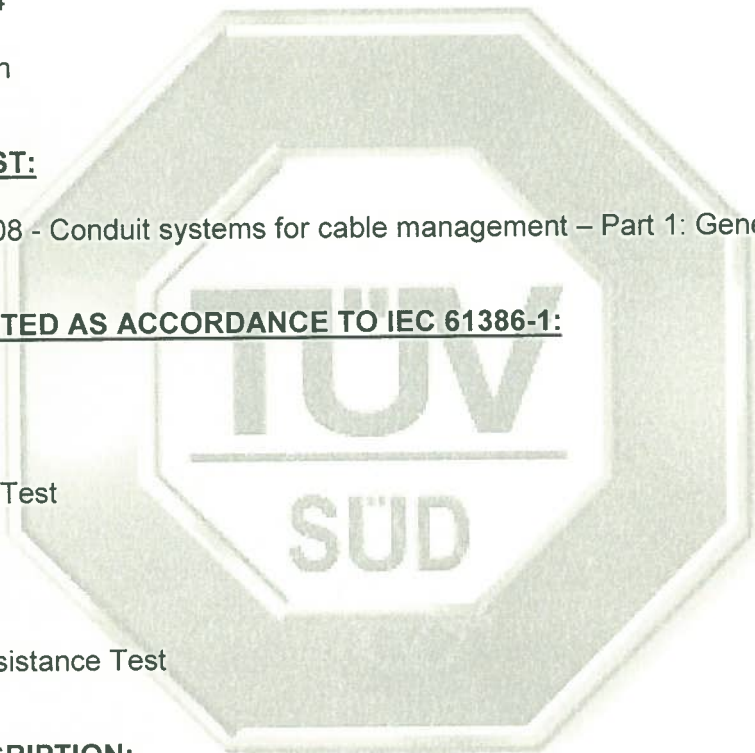 n
ST:
08 - Conduit systems for cable management – Part 1: Gene
TED AS ACCORDANCE TO IEC 61386-1:
TÜV
Test
SÜD
sistance Test